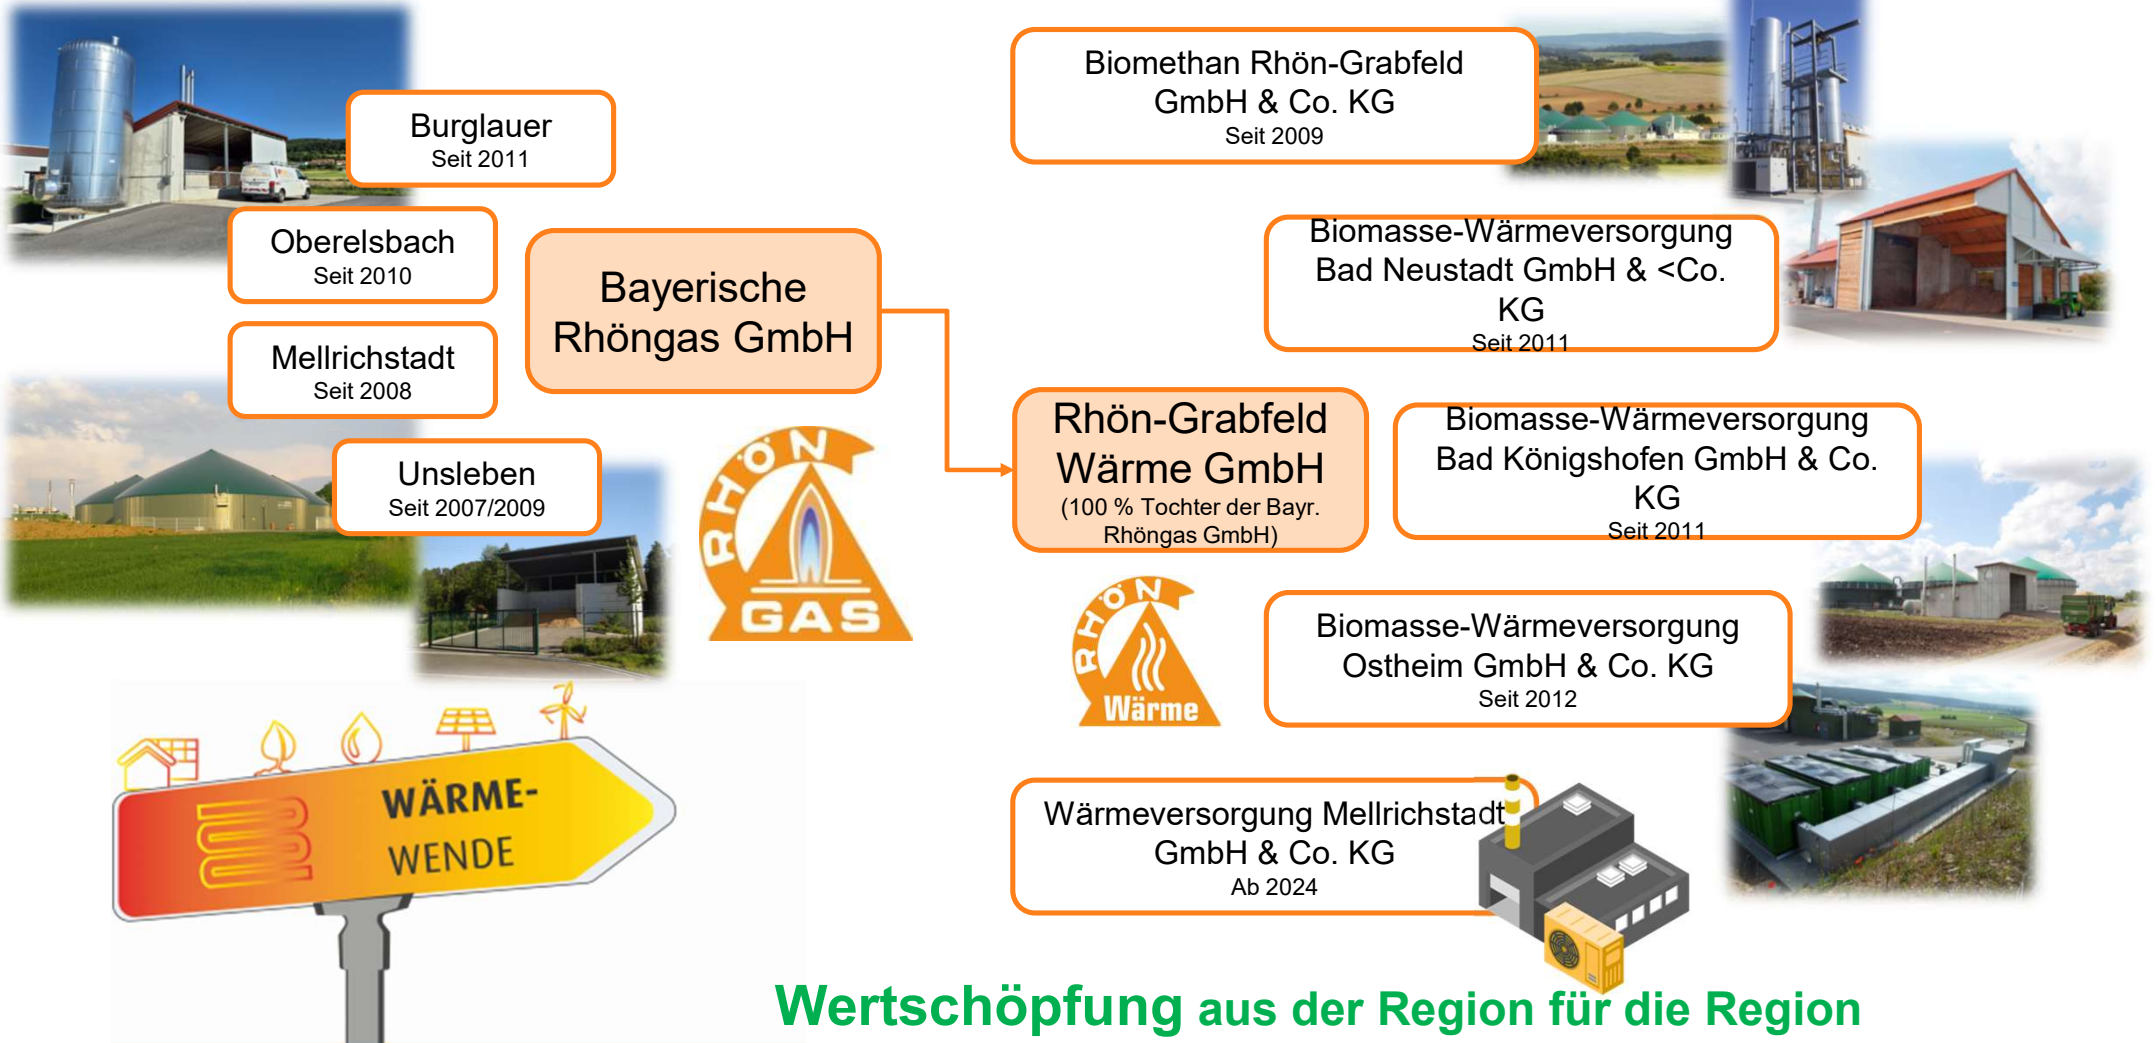 Burglauer
Seit 2011
Oberelsbach
Seit 2010
Mellrichstadt
Seit 2008
Unsleben
Seit 2007/2009
Bayerische
Rhöngas GmbH
RHÖN
GAS
Biomethan Rhön-Grabfeld
GmbH & Co. KG
Seit 2009
Biomasse-Wärmeversorgung
Bad Neustadt GmbH & <Co.
KG
Seit 2011
Rhön-Grabfeld
Wärme GmbH
(100 % Tochter der Bayr.
Rhöngas GmbH)
Biomasse-Wärmeversorgung
Bad Königshofen GmbH & Co.
KG
Seit 2011
RHÖN
Wärme
Biomasse-Wärmeversorgung
Ostheim GmbH & Co. KG
Seit 2012
Wärmeversorgung Mellrichstadt
GmbH & Co. KG
Ab 2024
WÄRME-
WENDE
Wertschöpfung aus der Region für die Region